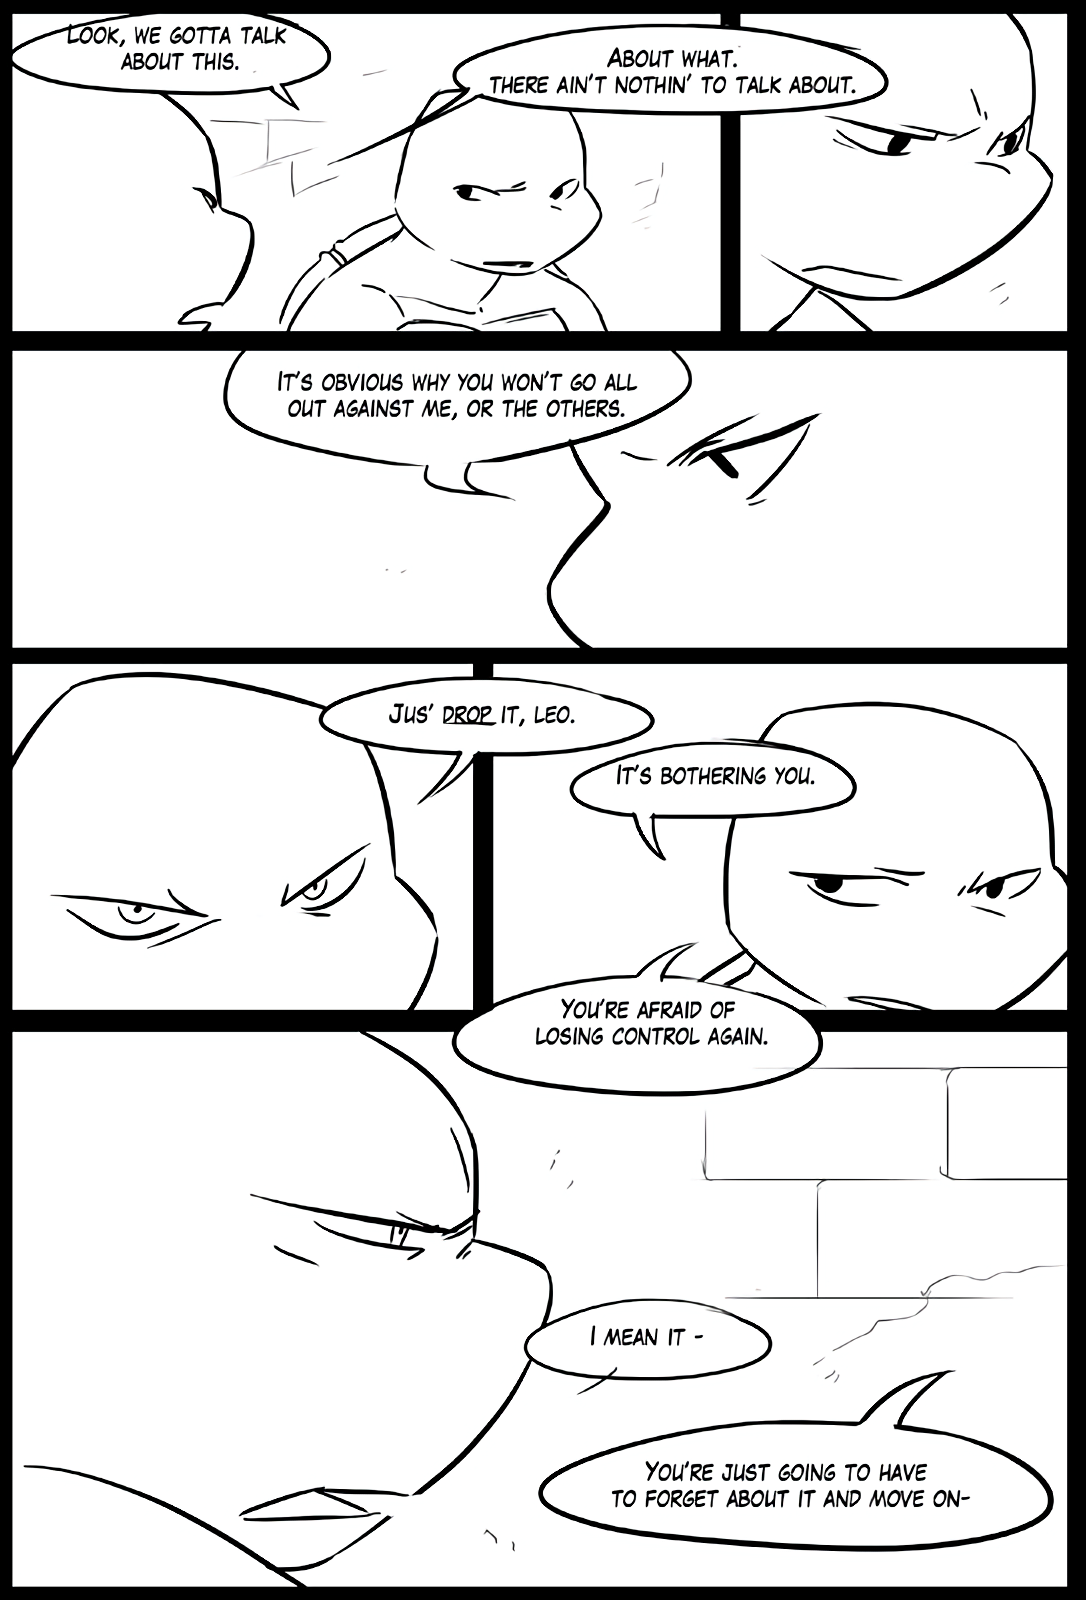 LOOK, WE GOTTA TALK
ABOUT THIS.
ABOUT WHAT.
THERE AIN'T NOTHIN' TO TALK ABOUT.
IT'S OBVIOUS WHY YOU WON'T GO ALL
OUT AGAINST ME, OR THE OTHERS.
JUS' DROP IT, LEO.
IT'S BOTHERING YOU.
YOU'RE AFRAID OF
LOSING CONTROL AGAIN.
I MEAN IT -
YOU'RE JUST GOING TO HAVE
TO FORGET ABOUT IT AND MOVE ON-